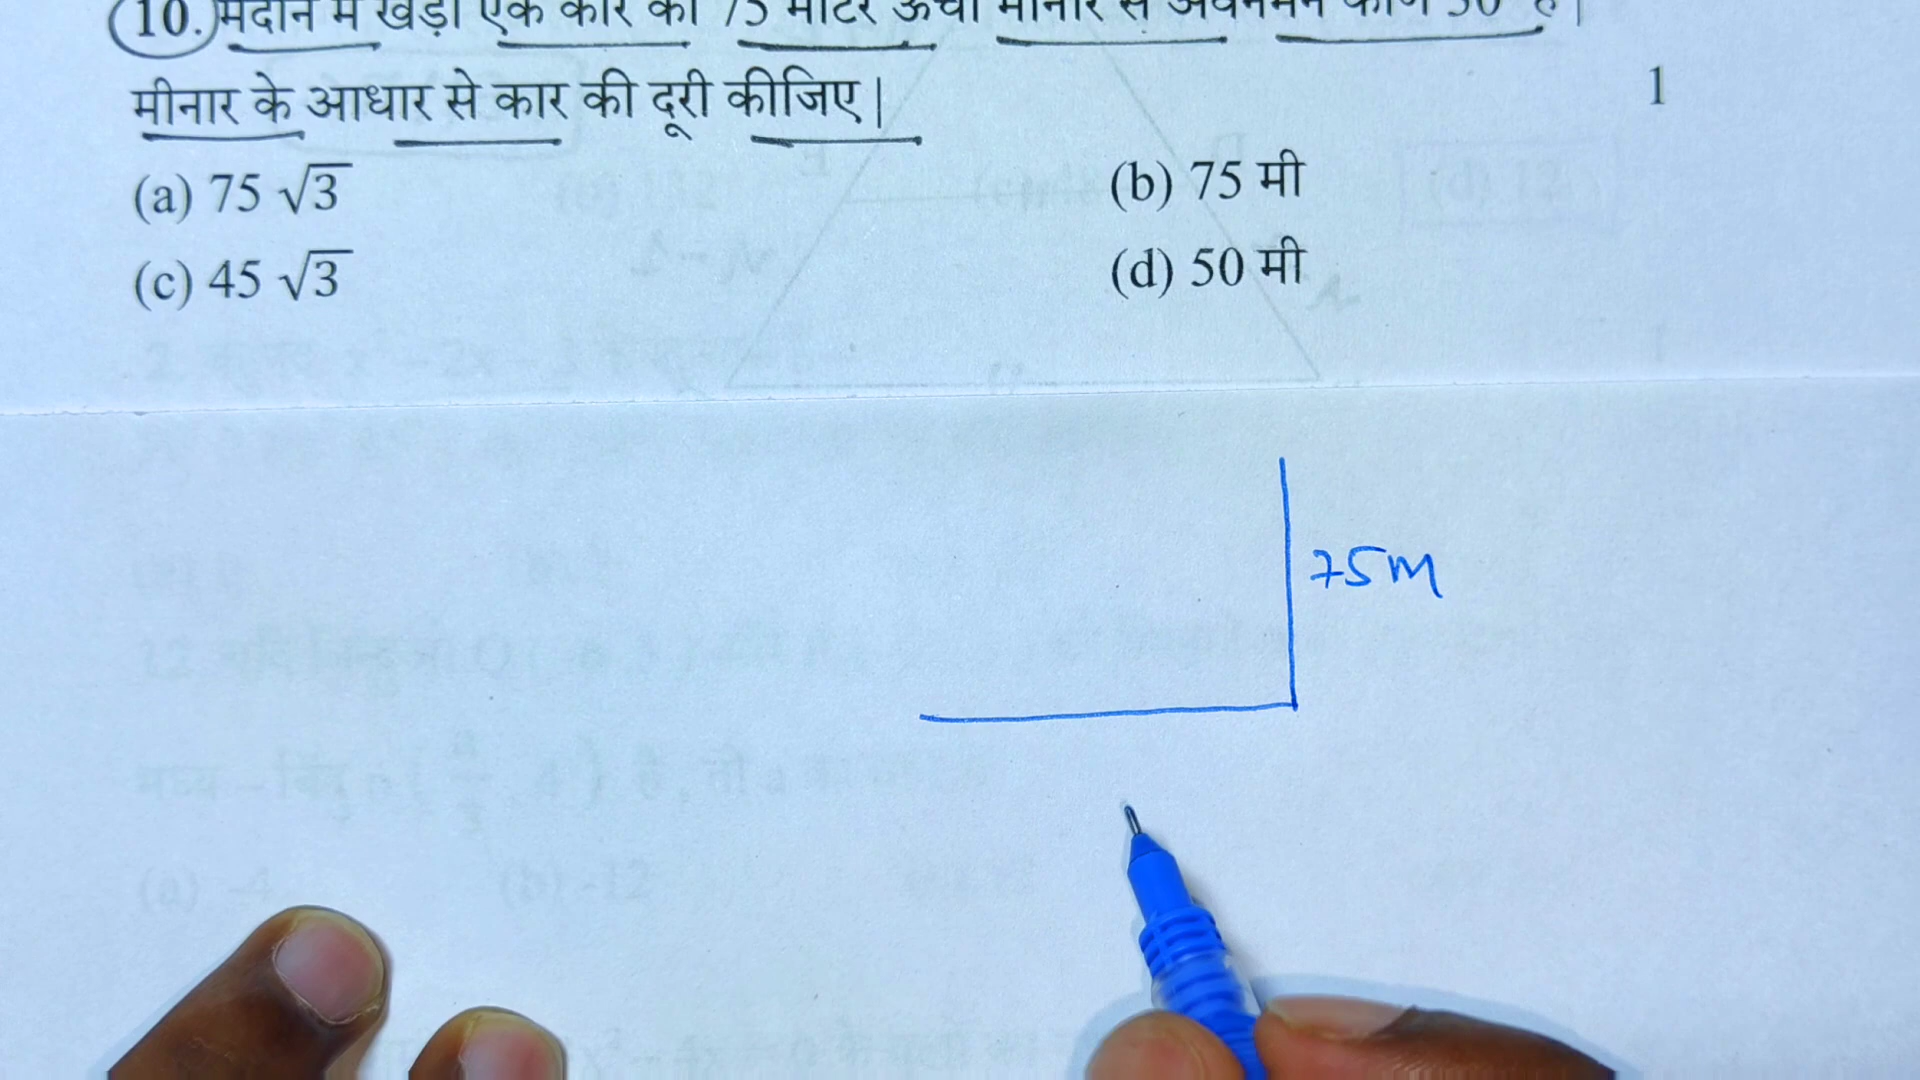 10. मैदान में खड़ी एक कार का 75 मीटर ऊँची मीनार से अवनमन कोण 30° है|
मीनार के आधार से कार की दूरी कीजिए| 1
(a) 75 √3 (b) 75 मी
(c) 45 √3 (d) 50 मी
75m